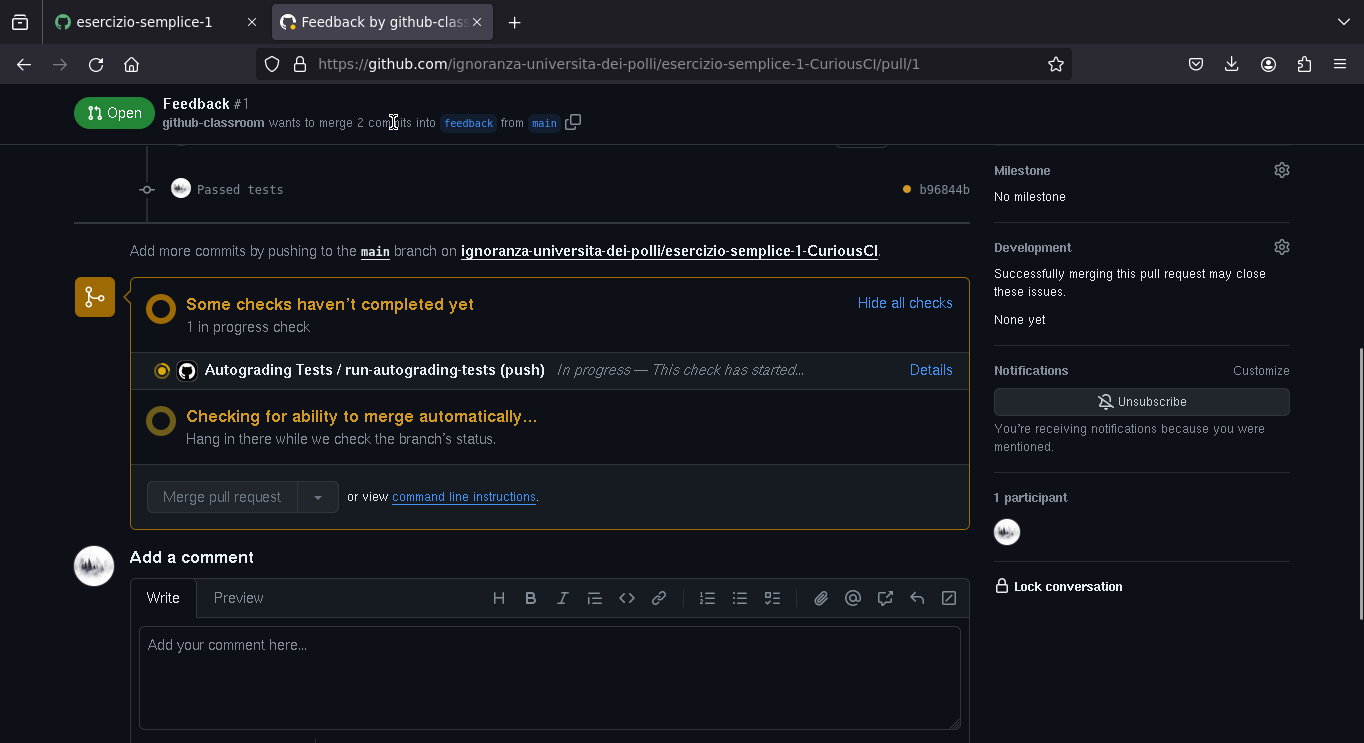 esercizio-semplice-1
Feedback by github-clas
https://github.com/ignoranza-universita-dei-polli/esercizio-semplice-1-CuriousCI/pull/1
Open
Feedback #1
github-classroom wants to merge 2 commits into feedback from main
Passed tests
b96844b
Add more commits by pushing to the main branch on ignoranza-universita-dei-polli/esercizio-semplice-1-CuriousCI.
Some checks haven't completed yet
Hide all checks
1 in progress check
Autograding Tests / run-autograding-tests (push) In progress — This check has started...
Details
Checking for ability to merge automatically...
Hang in there while we check the branch's status.
Merge pull request
or view command line instructions.
Add a comment
Write
Preview
Add your comment here...
Milestone
No milestone
Development
Successfully merging this pull request may close
these issues.
None yet
Notifications
Customize
Unsubscribe
You're receiving notifications because you were
mentioned.
1 participant
Lock conversation